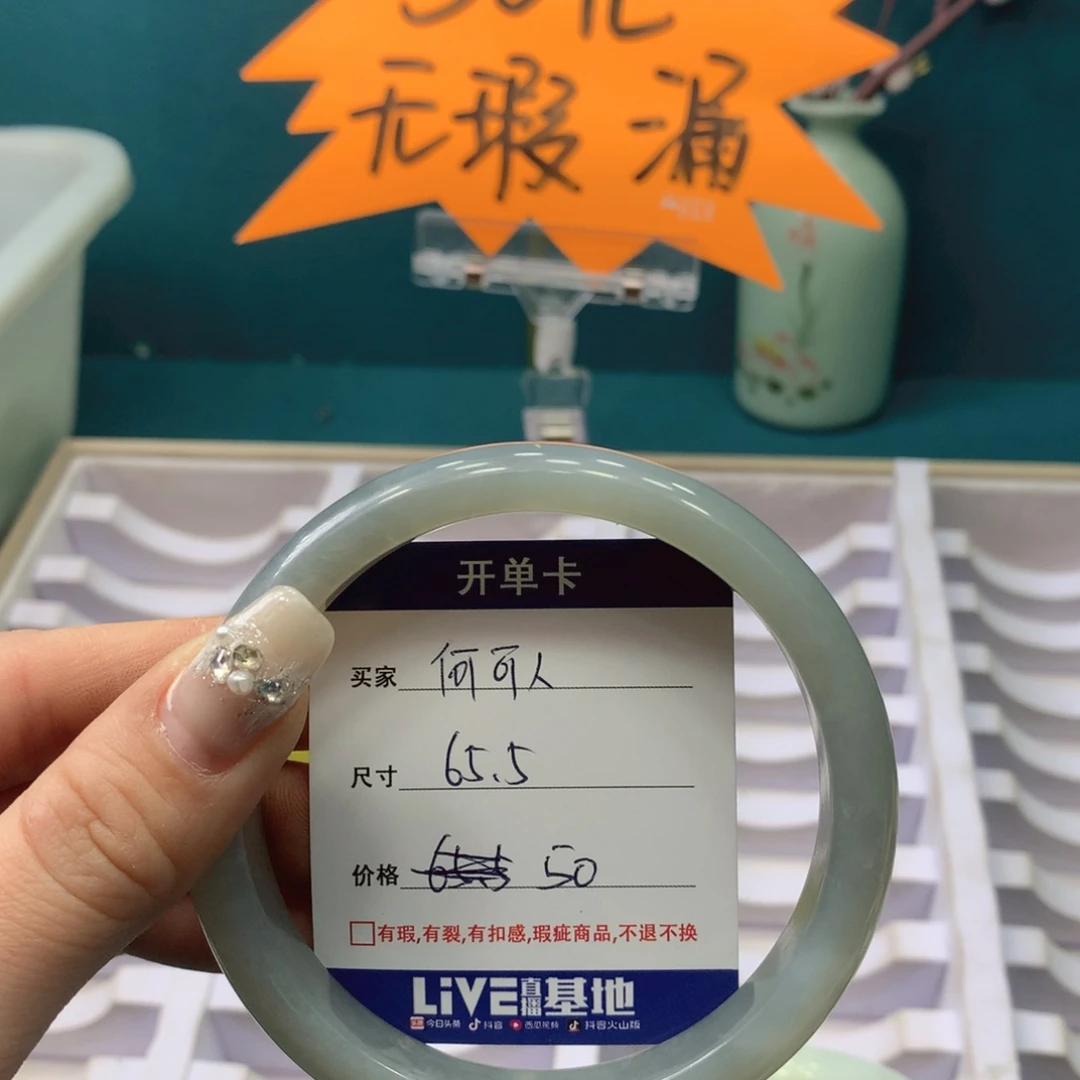 无瑕 漏
开单卡
买家 何可人
尺寸 65.5
价格 50
有瑕,有裂,有扣感,瑕疵商品,不退不换
LiVE直播基地
今日头条 抖音 西瓜视频 抖音火山版